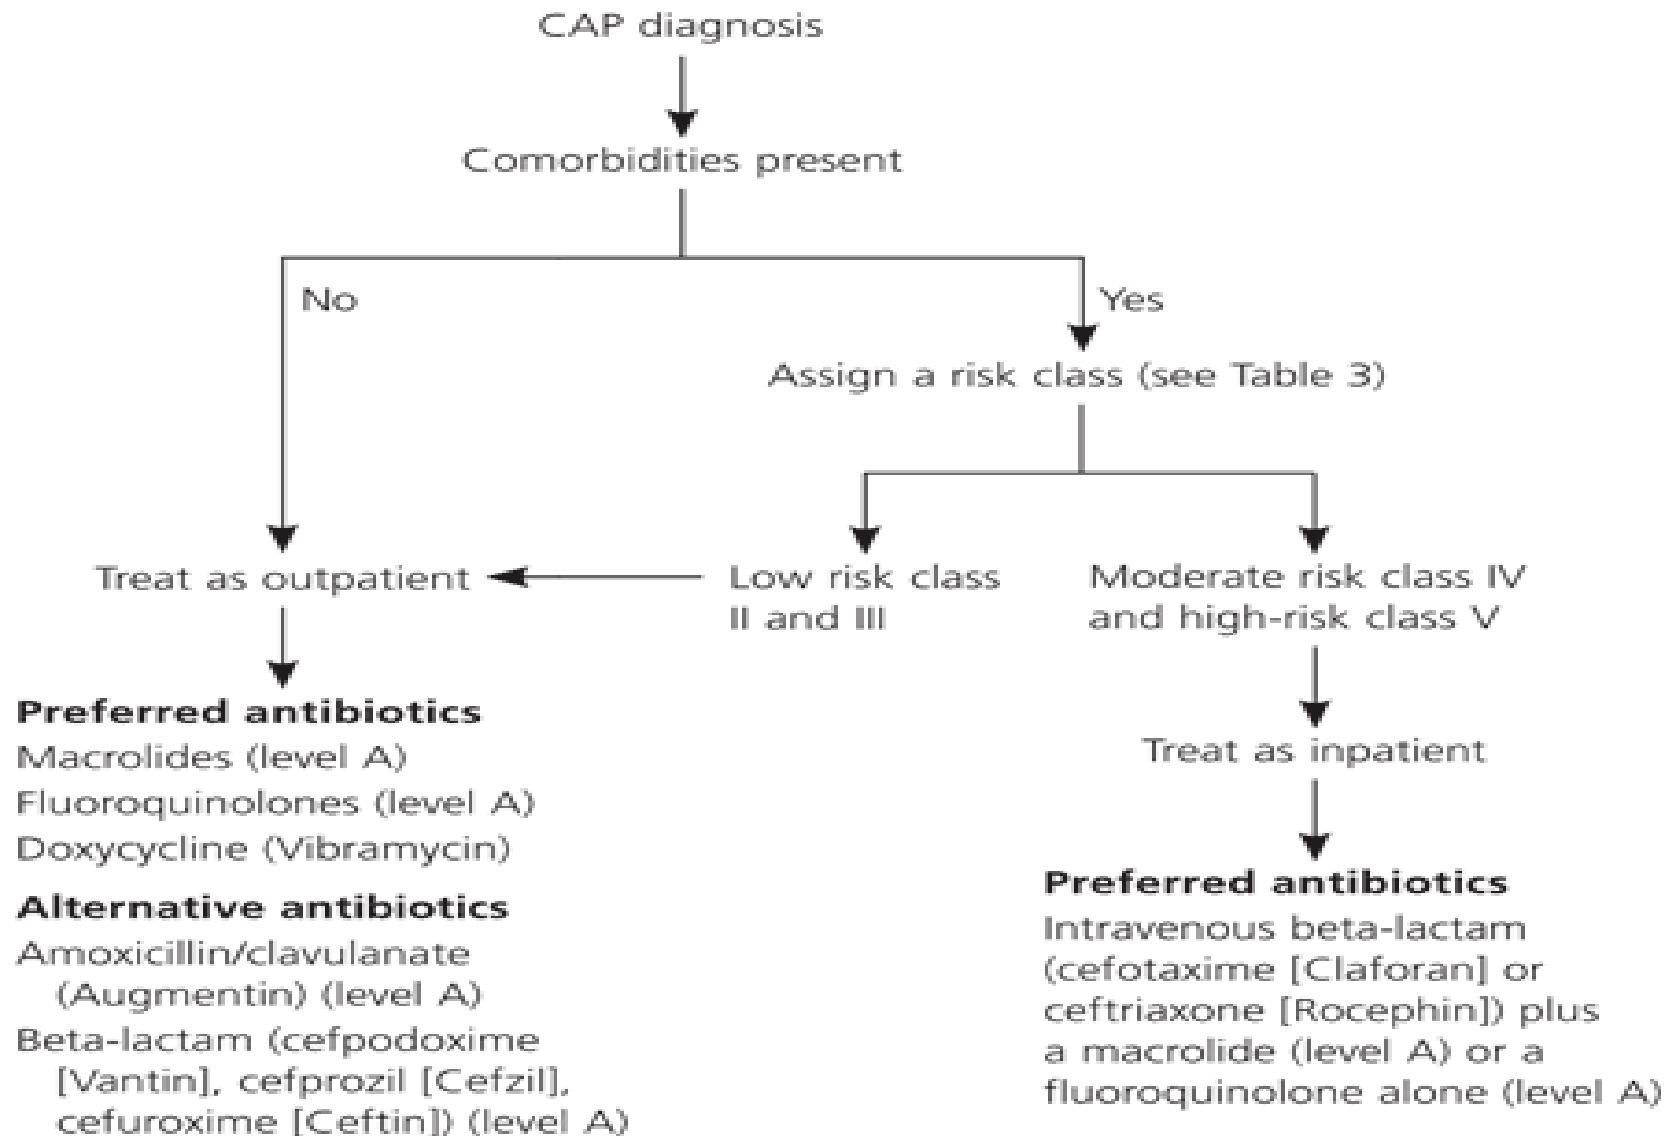 CAP diagnosis
Comorbidities present
No
Yes
Assign a risk class (see Table 3)
Treat as outpatient
Low risk class
II and III
Moderate risk class IV
and high-risk class V
Preferred antibiotics
Macrolides (level A)
Fluoroquinolones (level A)
Doxycycline (Vibramycin)
Alternative antibiotics
Amoxicillin/clavulanate
(Augmentin) (level A)
Beta-lactam (cefpodoxime
[Vantin], cefprozil [Cefzil],
cefuroxime [Ceftin]) (level A)
Treat as inpatient
Preferred antibiotics
Intravenous beta-lactam
(cefotaxime [Claforan] or
ceftriaxone [Rocephin]) plus
a macrolide (level A) or a
fluoroquinolone alone (level A)